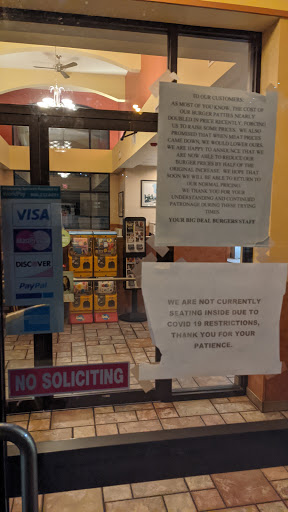 TO OUR CUSTOMERS,
AS MOST OF YOU KNOW, THE COST OF
OUR BURGER PATTIES NEARLY
DOUBLED IN PRICE RECENTLY, FORCING
US TO RAISE SOME PRICES. WE ALSO
PROMISED THAT WHEN MEAT PRICES
CAME DOWN, WE WOULD LOWER OURS.
WE ARE HAPPY TO ANNOUNCE THAT WE
ARE NOW ABLE TO REDUCE OUR
BURGER PRICES BY HALF OF THE
ORIGINAL INCREASE. WE HOPE THAT
SOON WE WILL BE ABLE TO RETURN TO
OUR NORMAL PRICING.
WE THANK YOU FOR YOUR
UNDERSTANDING AND CONTINUED
PATRONAGE DURING THESE TRYING
TIMES.
YOUR BIG DEAL BURGERS STAFF
VISA
DISCOVER
PayPal
WE ARE NOT CURRENTLY
SEATING INSIDE DUE TO
COVID 19 RESTRICTIONS,
THANK YOU FOR YOUR
PATIENCE.
NO SOLICITING